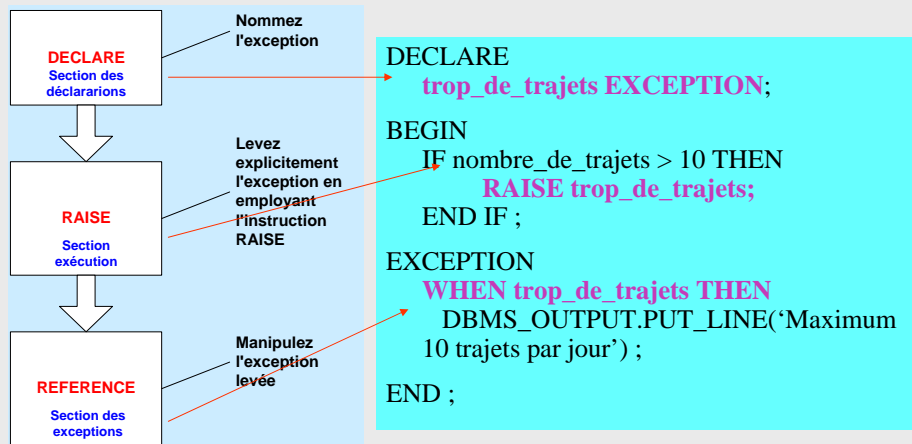 DECLARE
Section des
déclararions
Nommez
l'exception
RAISE
Section
exécution
Levez
explicitement
l'exception en
employant
l'instruction
RAISE
REFERENCE
Section des
exceptions
Manipulez
l'exception
levée
DECLARE
trop_de_trajets EXCEPTION;
BEGIN
IF nombre_de_trajets > 10 THEN
RAISE trop_de_trajets;
END IF ;
EXCEPTION
WHEN trop_de_trajets THEN
DBMS_OUTPUT.PUT_LINE(‘Maximum
10 trajets par jour’) ;
END ;